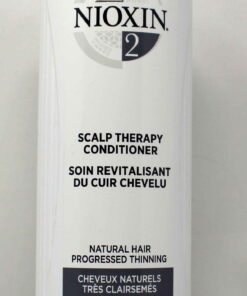 NIOXIN
2
SCALP THERAPY
CONDITIONER
SOIN REVITALISANT
DU CUIR CHEVELU
NATURAL HAIR
PROGRESSED THINNING
CHEVEUX NATURELS
TRÈS CLAIRSEMÉS